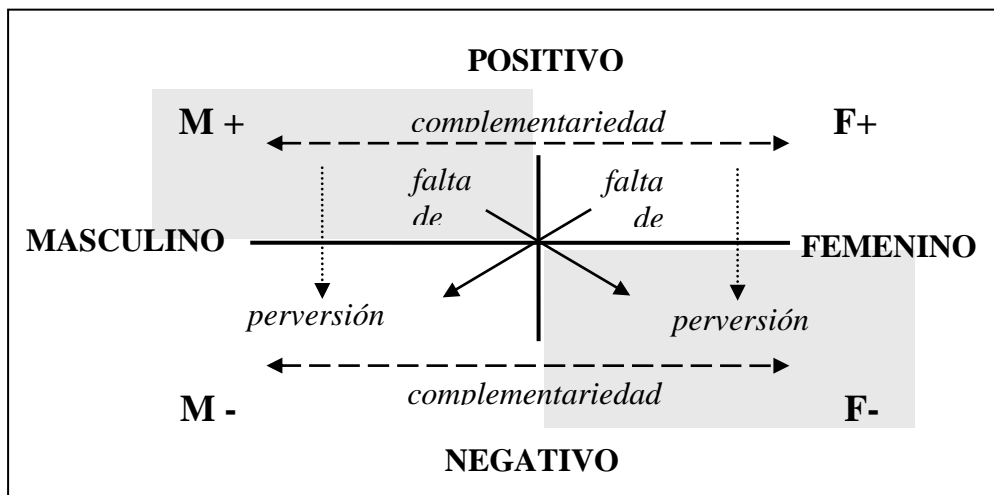 POSITIVO
M + complementariedad F+
falta falta
de de
MASCULINO FEMENINO
perversión perversión
complementariedad
M - F-
NEGATIVO